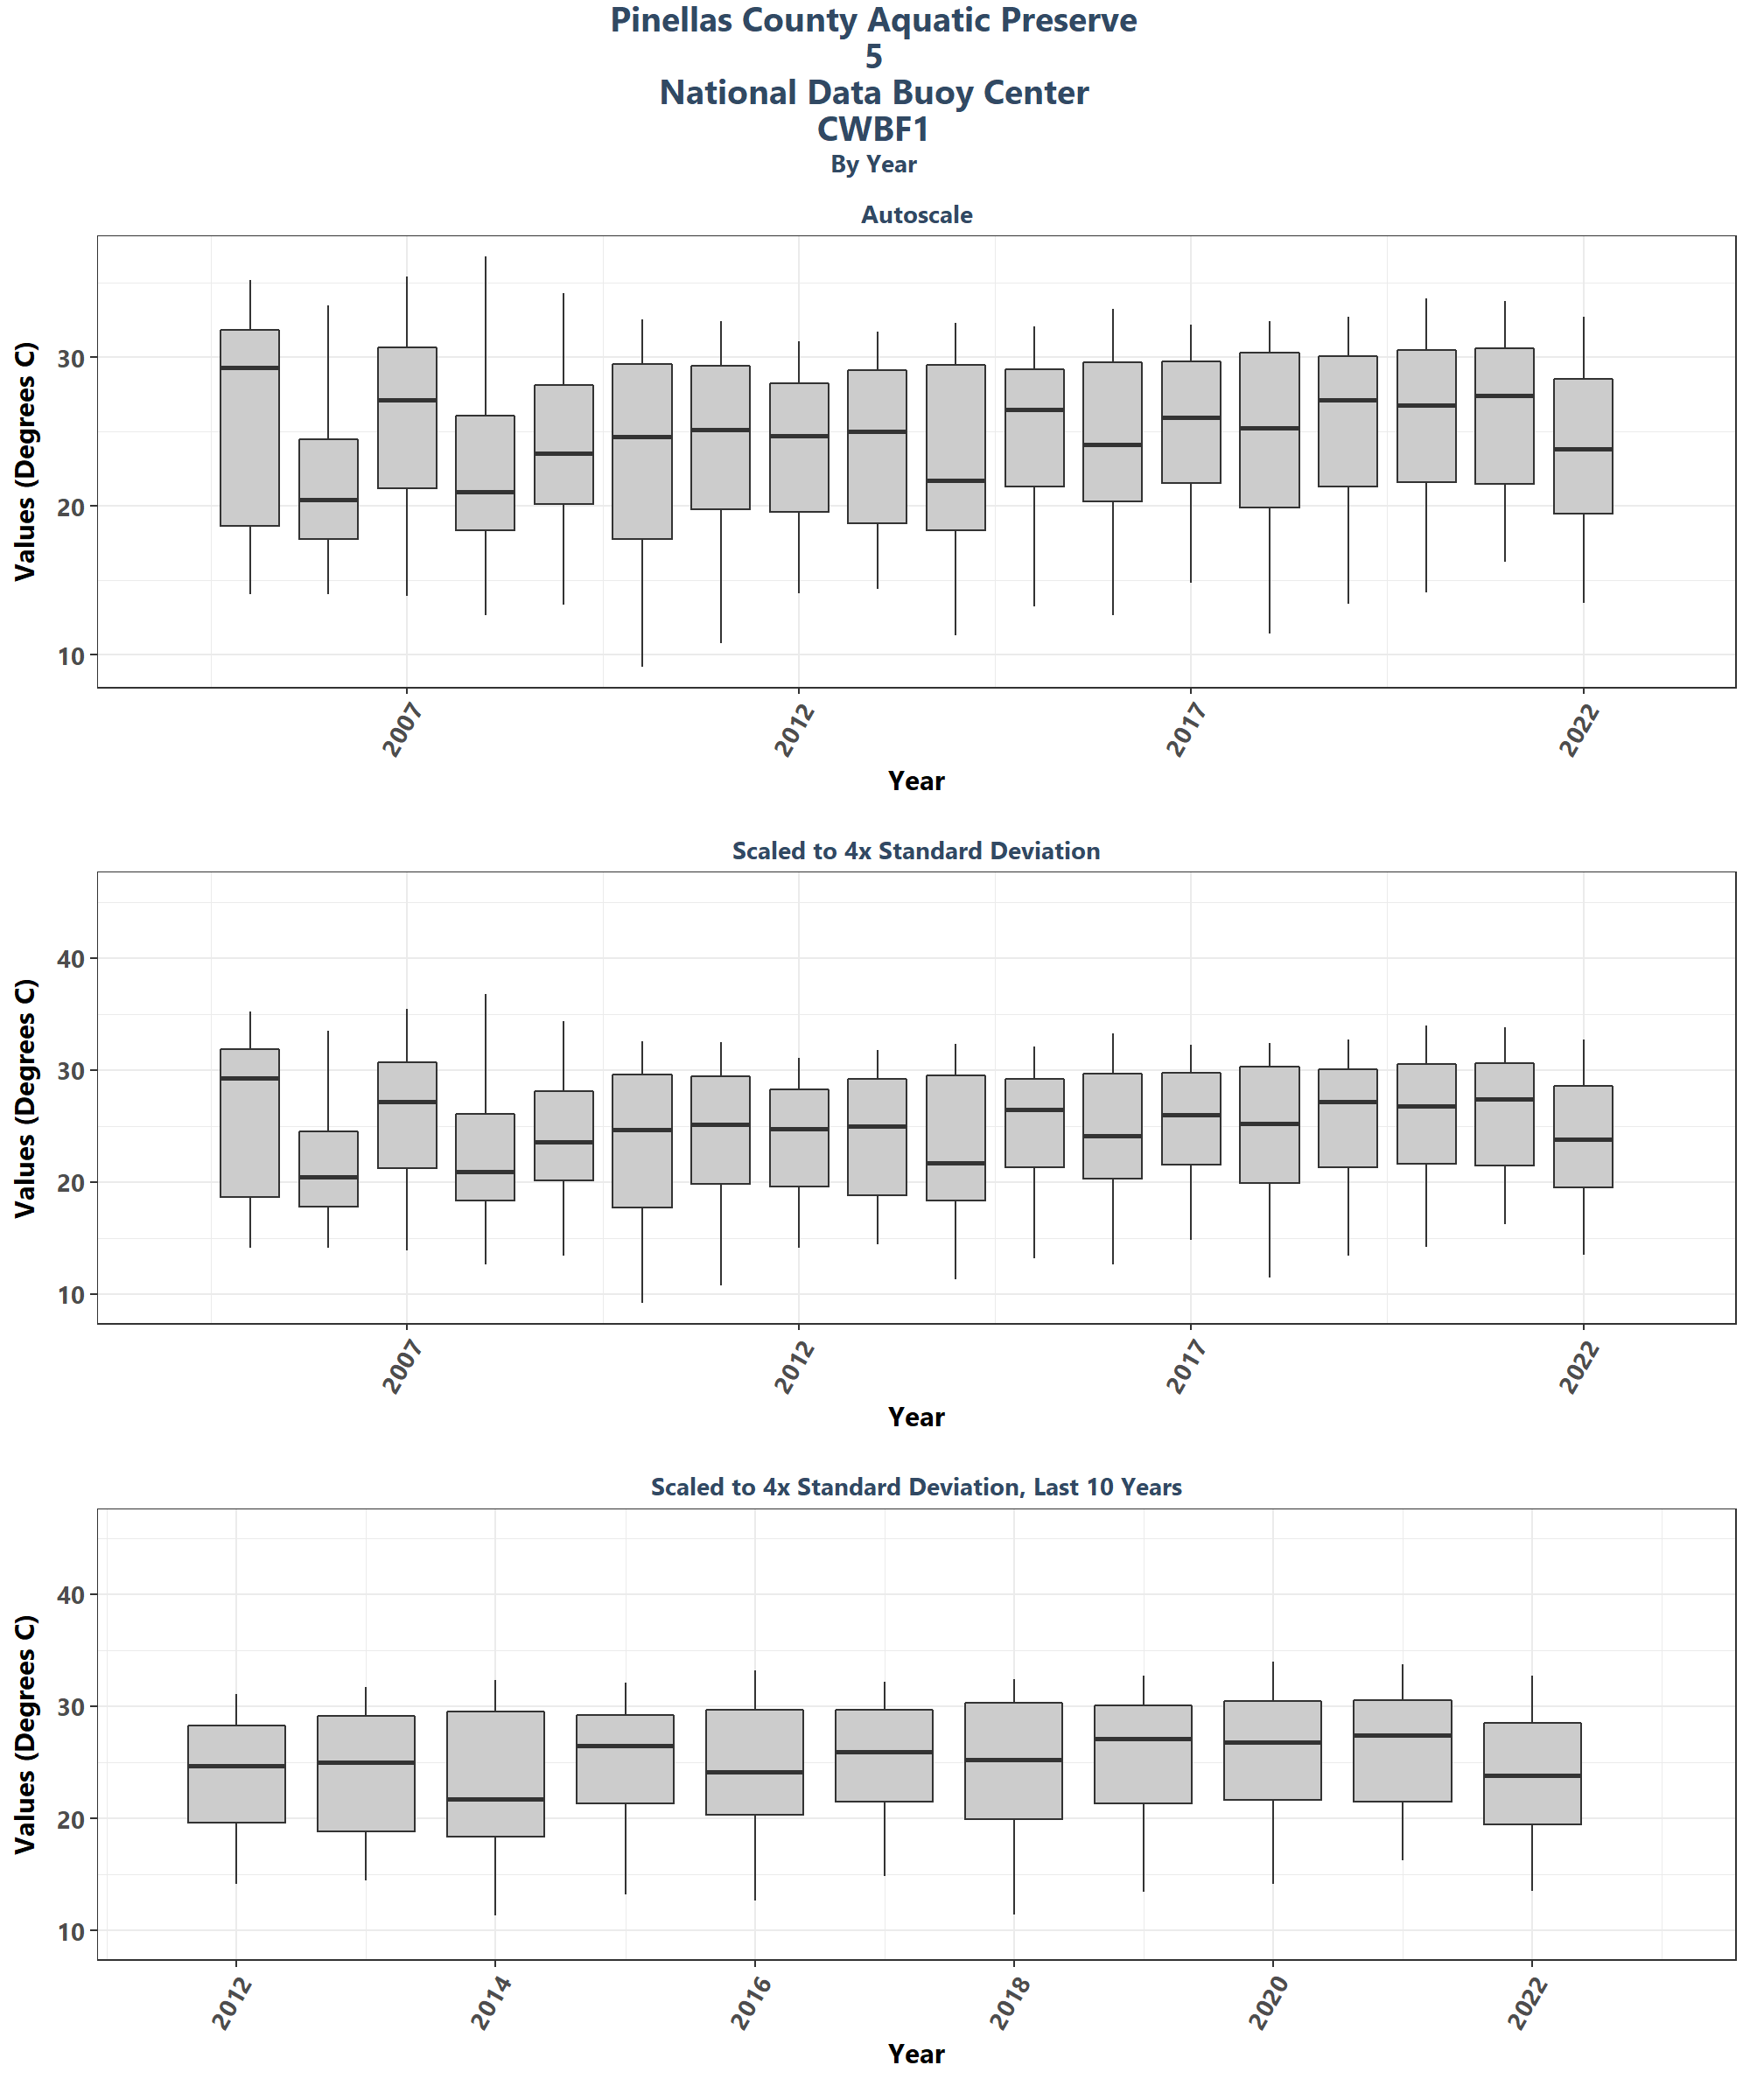 Pinellas County Aquatic Preserve
5
National Data Buoy Center
CWBF1
By Year
Autoscale
Values (Degrees C)
30
20
10
2007
2012
2017
2022
Year
Scaled to 4x Standard Deviation
Values (Degrees C)
40
30
20
10
2007
2012
2017
2022
Year
Scaled to 4x Standard Deviation, Last 10 Years
Values (Degrees C)
40
30
20
10
2012
2014
2016
2018
2020
2022
Year